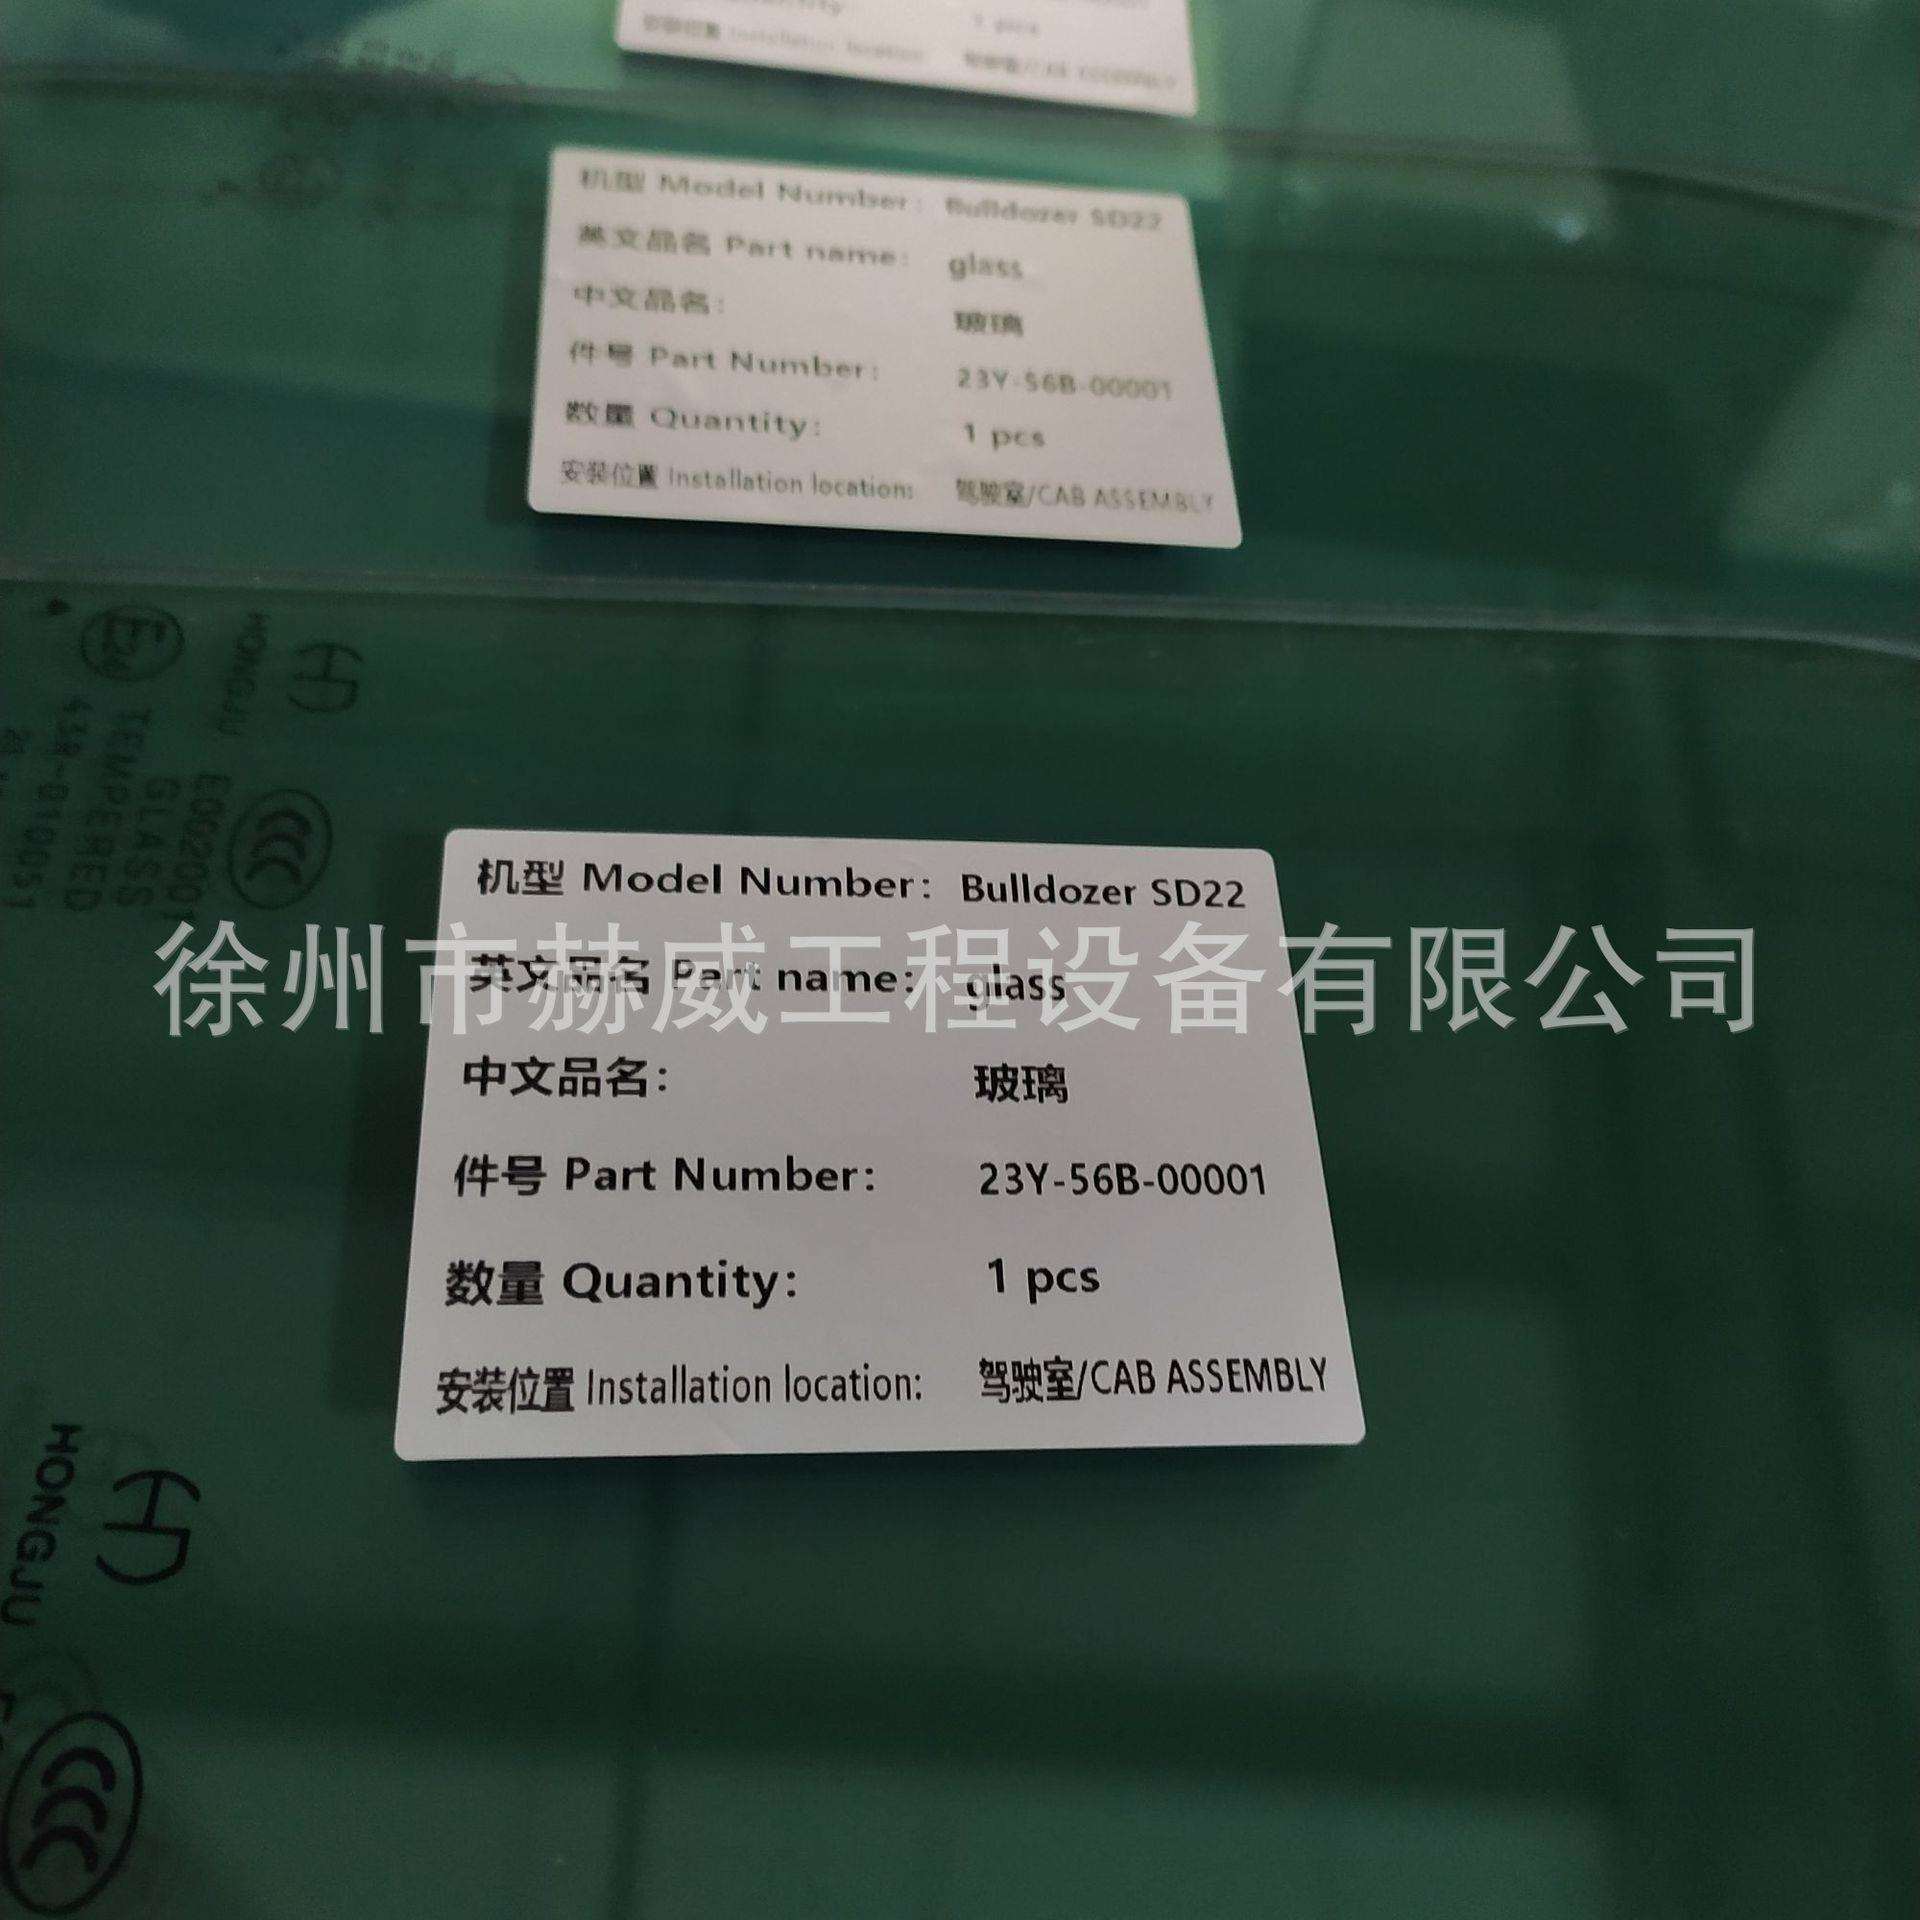 机型 Model Number: Bulldozer SD22
英文品名 Part name: glass
中文品名: 玻璃
件号 Part Number: 23Y-56B-00001
数量 Quantity: 1 pcs
安装位置 Installation location: 驾驶室/CAB ASSEMBLY
HONGJU
E002001
TEMPERED
GLASS
43R-010051
机型 Model Number: Bulldozer SD22
徐州市赫威工程设备有限公司
英文品名 Part name: glass
中文品名: 玻璃
件号 Part Number: 23Y-56B-00001
数量 Quantity: 1 pcs
安装位置 Installation location: 驾驶室/CAB ASSEMBLY
HONGJU